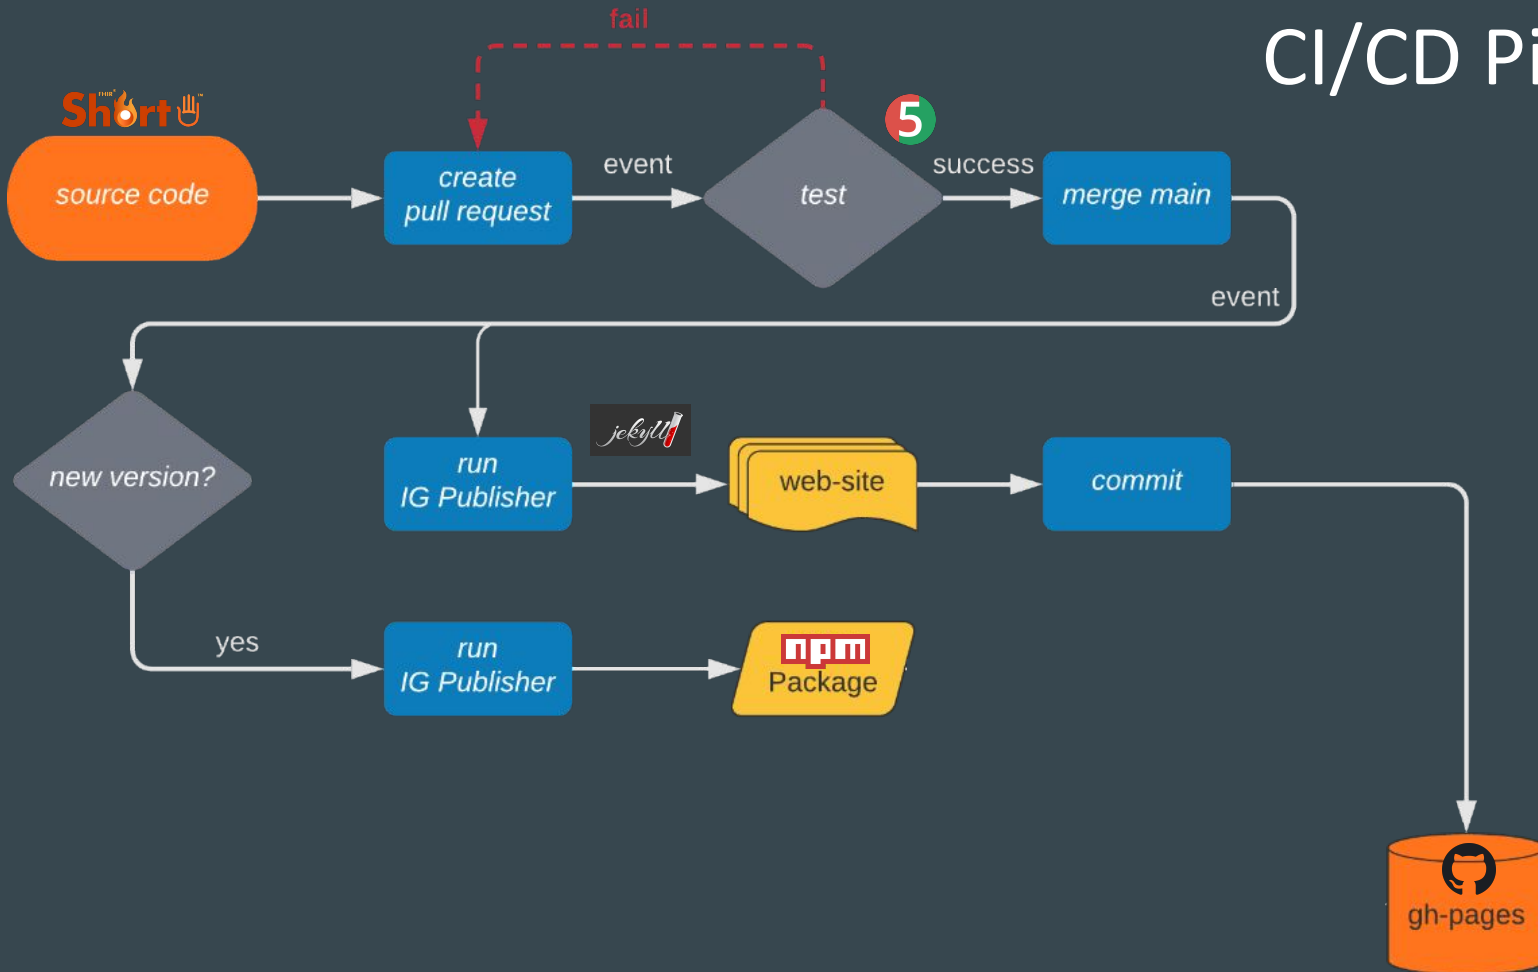 fail
CI/CD Pi
FHIR
Short
5
source code
create
pull request
event
test
success
merge main
event
new version?
run
IG Publisher
jekyll
web-site
commit
yes
run
IG Publisher
npm
Package
gh-pages